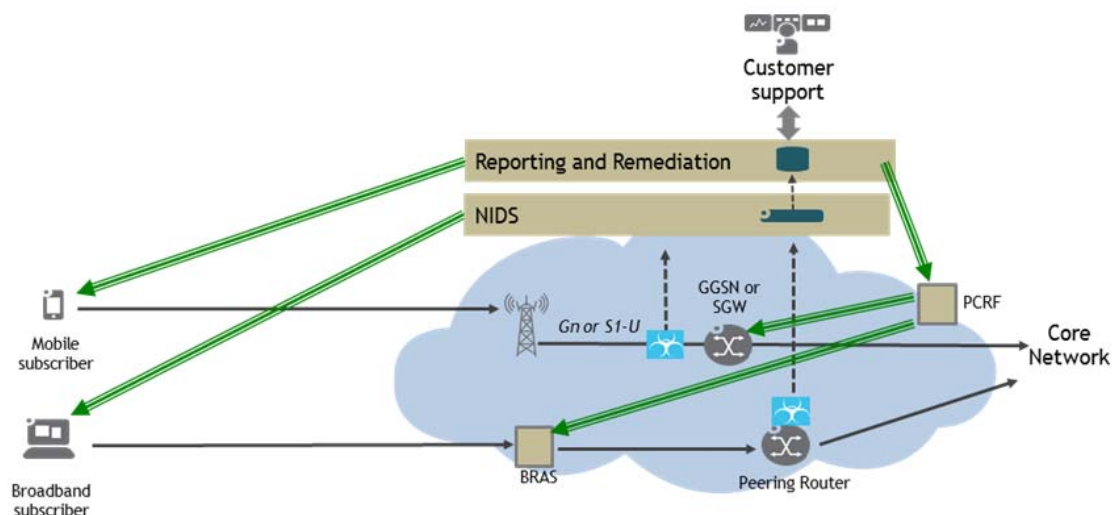 Customer
support
Reporting and Remediation
NIDS
GGSN or
SGW
PCRF
Mobile
subscriber
Gn or S1-U
Core
Network
BRAS
Peering Router
Broadband
subscriber